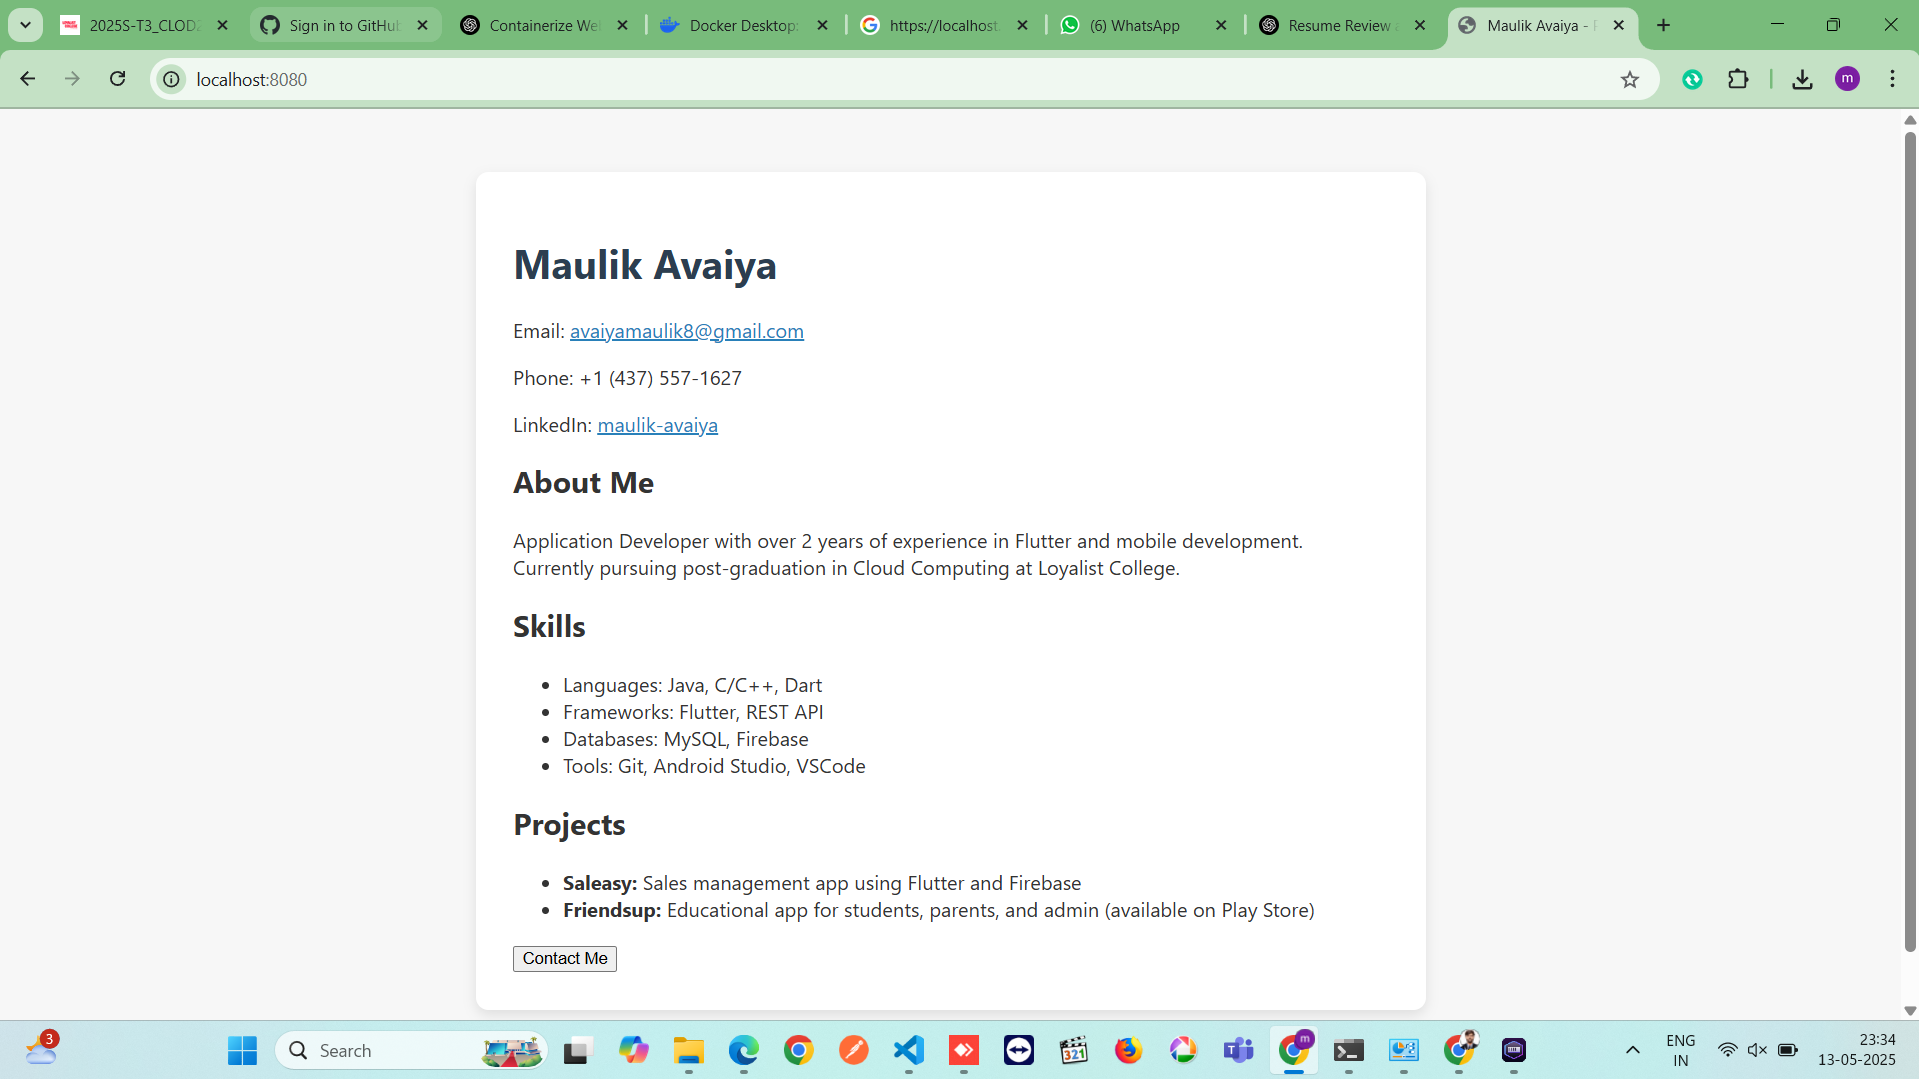 2025S-T3_CLOD2
Sign in to GitHub
Containerize We
Docker Desktop:
https://localhost.
(6) WhatsApp
Resume Review a
Maulik Avaiya -
localhost:8080
m
Maulik Avaiya
Email: avaiyamaulik8@gmail.com
Phone: +1 (437) 557-1627
LinkedIn: maulik-avaiya
About Me
Application Developer with over 2 years of experience in Flutter and mobile development.
Currently pursuing post-graduation in Cloud Computing at Loyalist College.
Skills
• Languages: Java, C/C++, Dart
• Frameworks: Flutter, REST API
• Databases: MySQL, Firebase
• Tools: Git, Android Studio, VSCode
Projects
• Saleasy: Sales management app using Flutter and Firebase
• Friendsup: Educational app for students, parents, and admin (available on Play Store)
Contact Me
3
Search
321
m
ENG
IN
23:34
13-05-2025